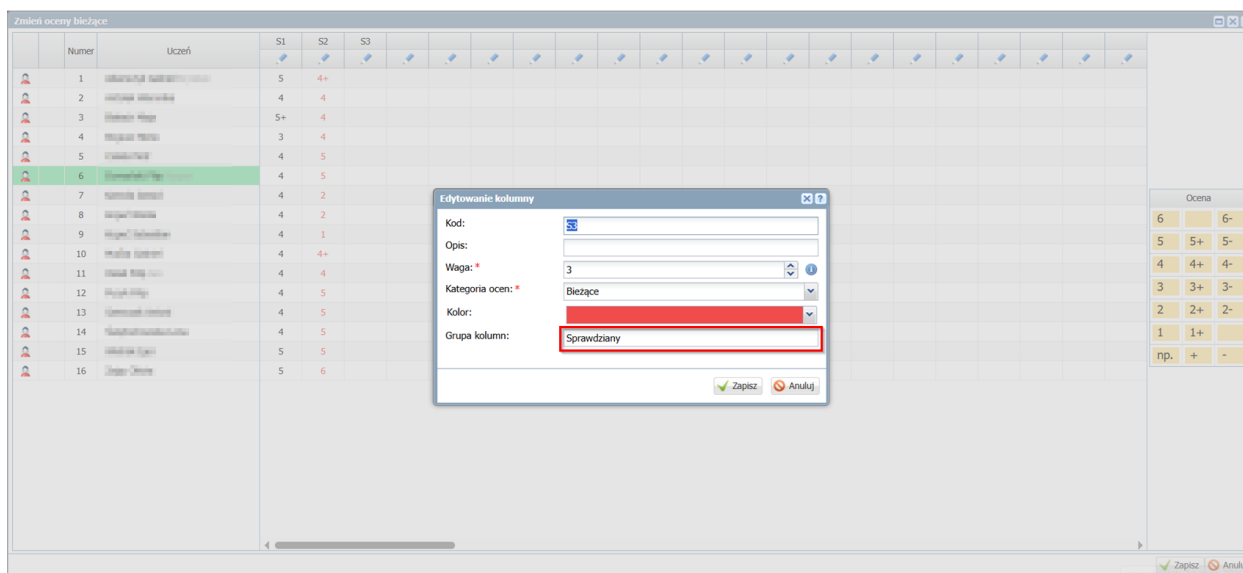 Zmień oceny bieżące
Numer Uczeń S1 S2 S3
1 5 4+
2 4 4
3 5+ 4
4 3 4
5 4 5
6 4 5
7 4 2
8 4 2
9 4 1
10 4 4+
11 4 4
12 4 5
13 4 5
14 4 5
15 5 5
16 5 6
Edytowanie kolumny
Kod: S3
Opis:
Waga: * 3
Kategoria ocen: * Bieżące
Kolor:
Grupa kolumn: Sprawdziany
Zapisz Anuluj
Ocena
6 6-
5 5+ 5-
4 4+ 4-
3 3+ 3-
2 2+ 2-
1 1+
np. + -
Zapisz Anulu